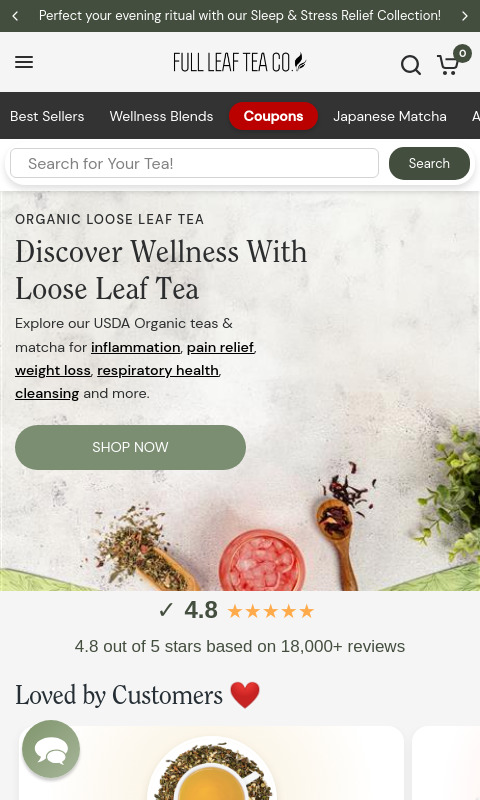 Perfect your evening ritual with our Sleep & Stress Relief Collection!
FULL LEAF TEA CO.
0
Best Sellers Wellness Blends Coupons Japanese Matcha A
Search for Your Tea! Search
ORGANIC LOOSE LEAF TEA
Discover Wellness With
Loose Leaf Tea
Explore our USDA Organic teas &
matcha for inflammation, pain relief,
weight loss, respiratory health,
cleansing and more.
SHOP NOW
✓ 4.8 ★★★★★
4.8 out of 5 stars based on 18,000+ reviews
Loved by Customers ❤️